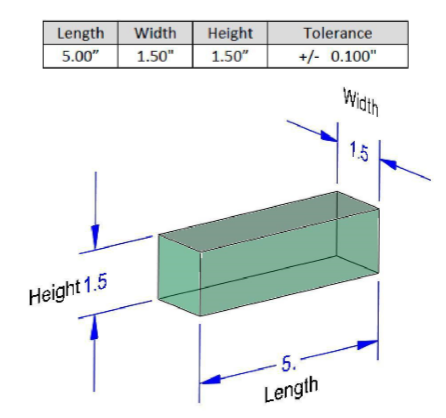 Length Width Height Tolerance
5.00” 1.50" 1.50” +/- 0.100"
Width
1.5
Height 1.5
5.
Length